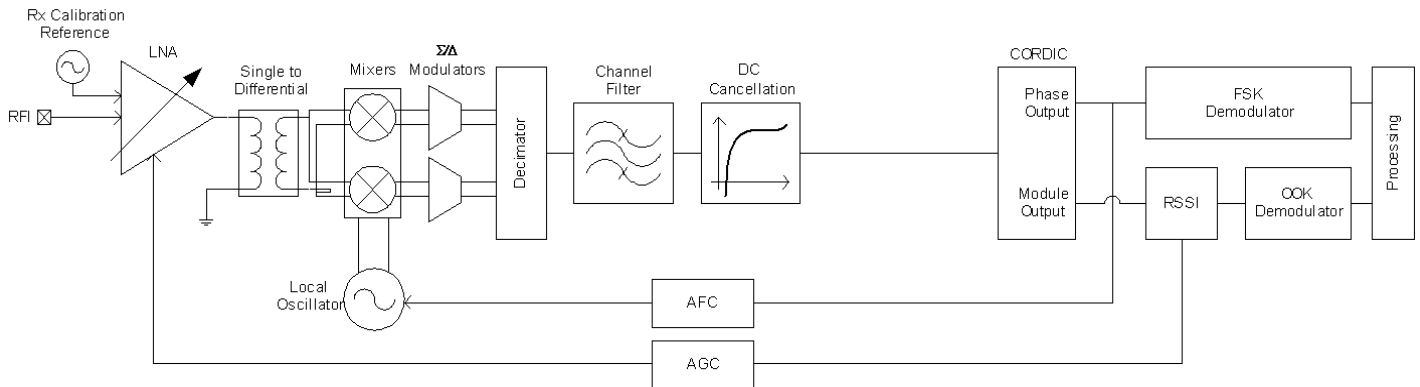 Rx Calibration
Reference
LNA
RFI
Single to
Differential
Mixers
Σ/Δ
Modulators
Decimator
Channel
Filter
DC
Cancellation
CORDIC
Phase
Output
Module
Output
FSK
Demodulator
RSSI
OOK
Demodulator
Processing
Local
Oscillator
AFC
AGC